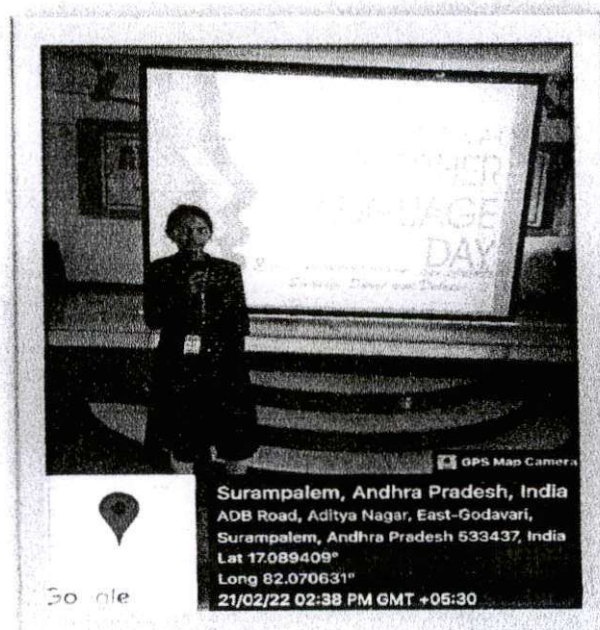 DAY
GPS Map Camera
Surampalem, Andhra Pradesh, India
ADB Road, Aditya Nagar, East-Godavari,
Surampalem, Andhra Pradesh 533437, India
Lat 17.089409°
Long 82.070631°
21/02/22 02:38 PM GMT +05:30